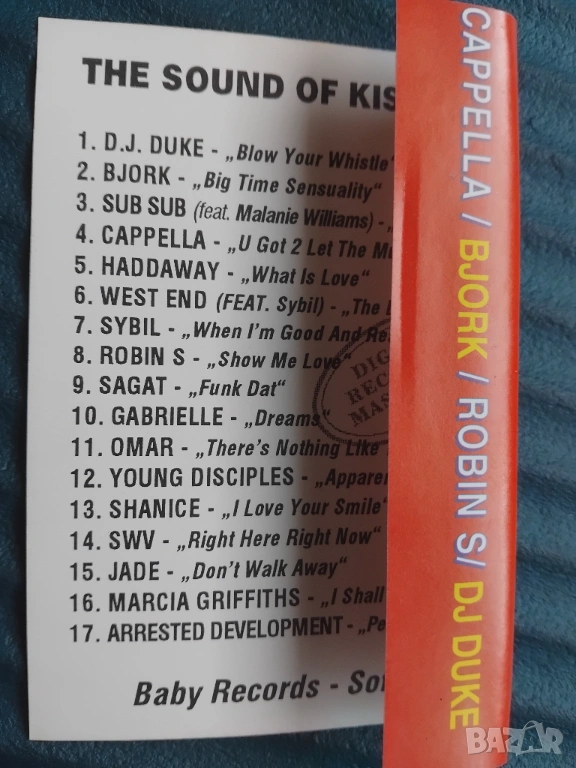 THE SOUND OF KIS
1. D.J. DUKE - „Blow Your Whistle"
2. BJORK - „Big Time Sensuality"
3. SUB SUB (feat. Malanie Williams) - „
4. CAPPELLA - „U Got 2 Let The Mu
5. HADDAWAY - „What Is Love"
6. WEST END (FEAT. Sybil) - „The L
7. SYBIL - „When I'm Good And Re
8. ROBIN S - „Show Me Love"
9. SAGAT - „Funk Dat"
10. GABRIELLE - „Dreams"
11. OMAR - „There's Nothing Like
12. YOUNG DISCIPLES - „Apparen
13. SHANICE - „I Love Your Smile"
14. SWV - „Right Here Right Now"
15. JADE - „Don't Walk Away"
16. MARCIA GRIFFITHS - „I Shall
17. ARRESTED DEVELOPMENT - „Pe
Baby Records - So
DIG
REC
MAS
CAPPELLA / BJORK / ROBIN S/ DJ DUKE
BAZAR